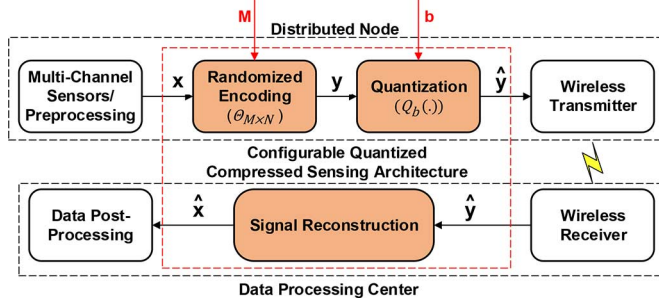 M
b
Distributed Node
Multi-Channel
Sensors/
Preprocessing
x
Randomized
Encoding
(Θ_{M×N})
y
Quantization
(Q_b(.))
ŷ
Wireless
Transmitter
Configurable Quantized
Compressed Sensing Architecture
Data Post-
Processing
x̂
Signal Reconstruction
ŷ
Wireless
Receiver
Data Processing Center